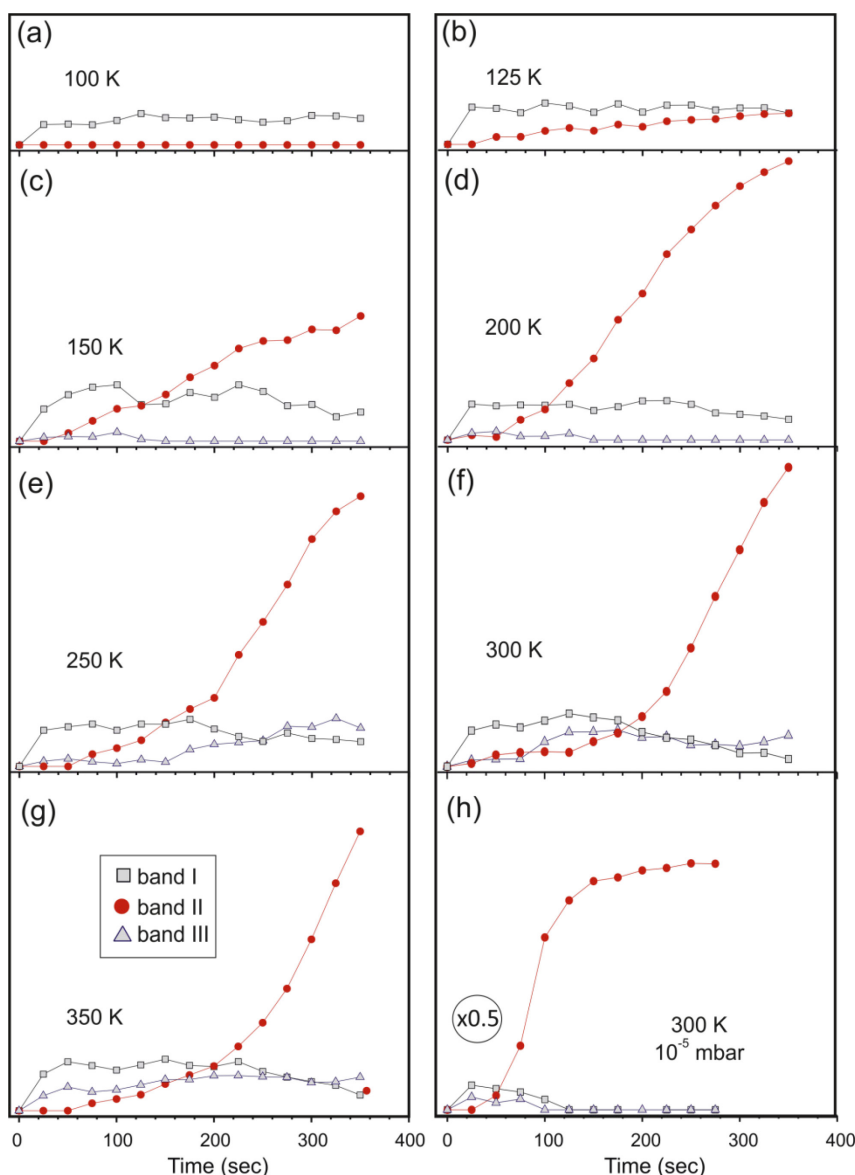 (a)
100 K
(b)
125 K
(c)
150 K
(d)
200 K
(e)
250 K
(f)
300 K
(g)
band I
band II
band III
350 K
(h)
x0.5
300 K
10⁻⁵ mbar
0 100 200 300 400
0 100 200 300 400
Time (sec)
Time (sec)